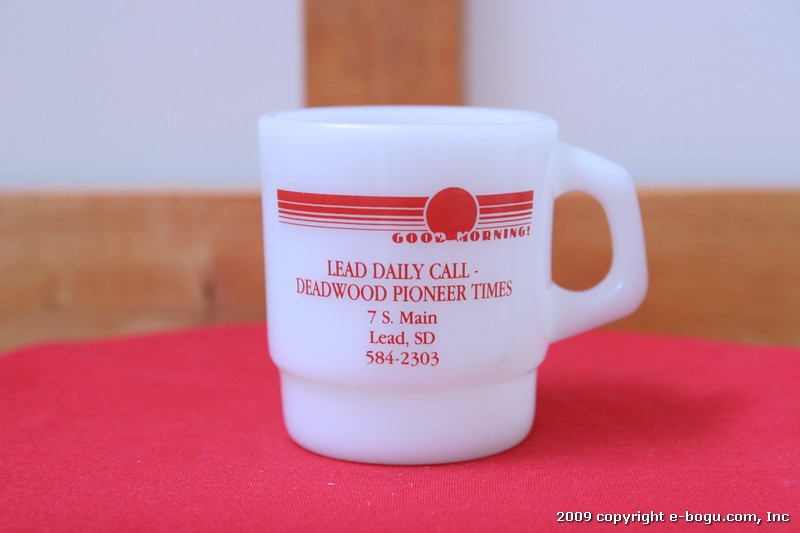 GOOD MORNING!
LEAD DAILY CALL -
DEADWOOD PIONEER TIMES
7 S. Main
Lead, SD
584-2303
2009 copyright e-bogu.com, Inc